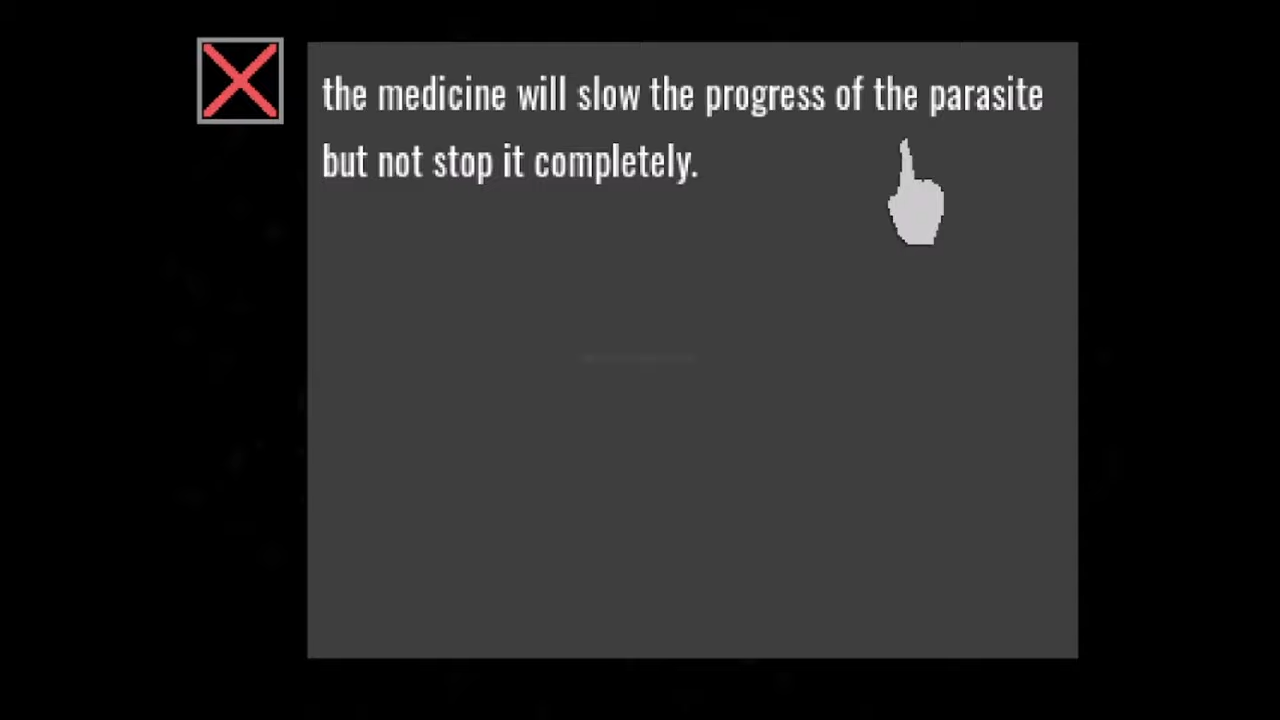 the medicine will slow the progress of the parasite
but not stop it completely.